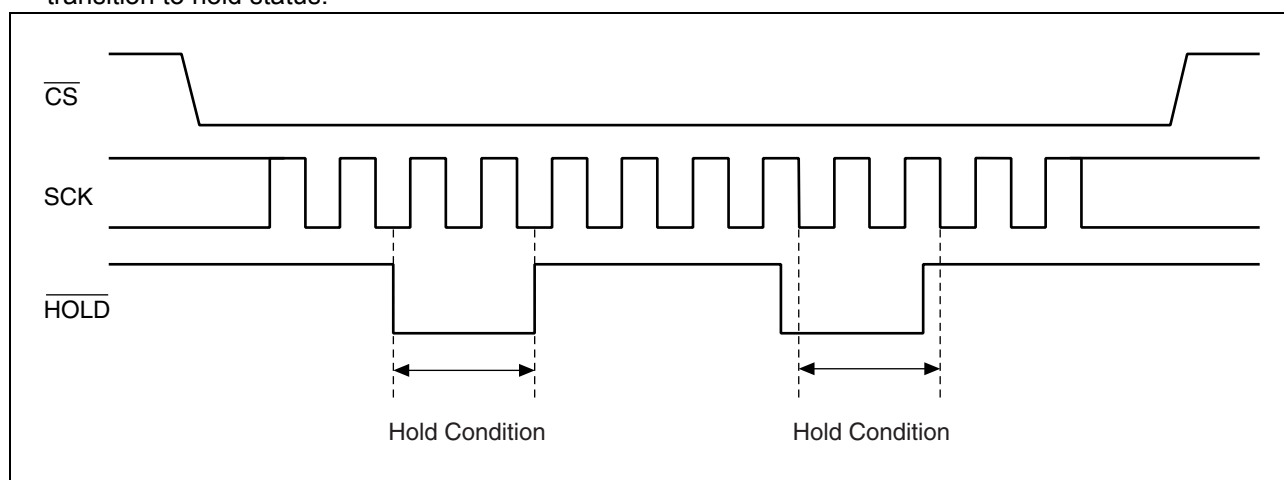 transition to hold status.
CS
SCK
HOLD
Hold Condition Hold Condition